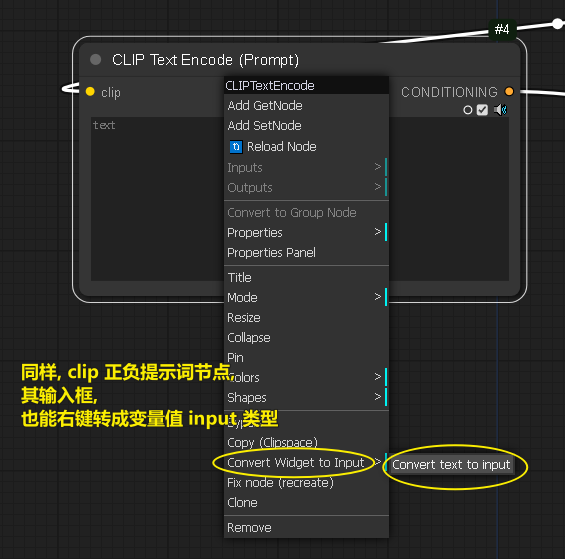 #4
CLIP Text Encode (Prompt)
clip
CONDITIONING
text
CLIPTextEncode
Add GetNode
Add SetNode
Reload Node
Inputs >
Outputs >
Convert to Group Node
Properties >
Properties Panel
Title
Mode >
Resize
Collapse
Pin
同样, clip 正负提示词节点,
Colors >
其输入框,
Shapes >
也能右键转成变量值 input 类型
Copy (Clipspace)
Convert Widget to Input >
Convert text to input
Fix node (recreate)
Clone
Remove